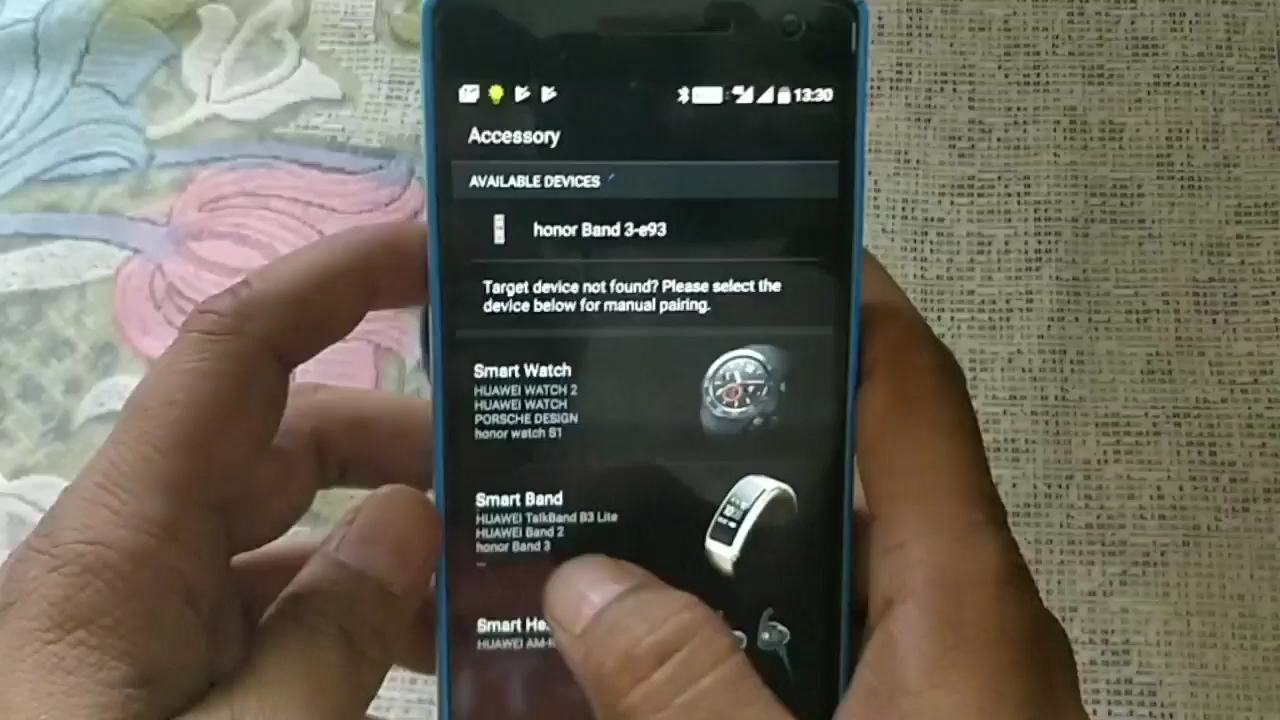 13:30
Accessory
AVAILABLE DEVICES
honor Band 3-e93
Target device not found? Please select the
device below for manual pairing.
Smart Watch
HUAWEI WATCH 2
HUAWEI WATCH
PORSCHE DESIGN
honor watch S1
Smart Band
HUAWEI TalkBand B3 Lite
HUAWEI Band 2
honor Band 3
...
Smart
HUAWEI